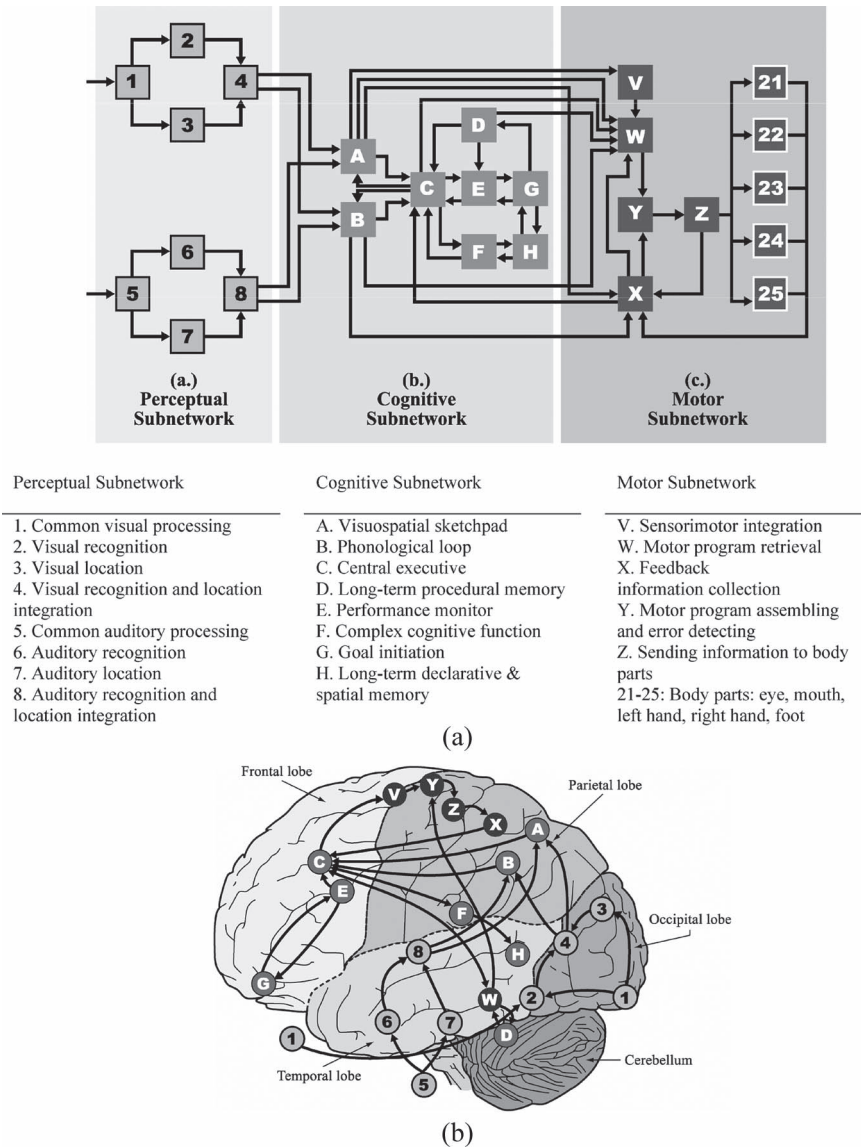 1
2
3
4
5
6
7
8
A
B
C
D
E
F
G
H
V
W
X
Y
Z
21
22
23
24
25
(a.)
Perceptual
Subnetwork
(b.)
Cognitive
Subnetwork
(c.)
Motor
Subnetwork
Perceptual Subnetwork
1. Common visual processing
2. Visual recognition
3. Visual location
4. Visual recognition and location
integration
5. Common auditory processing
6. Auditory recognition
7. Auditory location
8. Auditory recognition and
location integration
Cognitive Subnetwork
A. Visuospatial sketchpad
B. Phonological loop
C. Central executive
D. Long-term procedural memory
E. Performance monitor
F. Complex cognitive function
G. Goal initiation
H. Long-term declarative &
spatial memory
Motor Subnetwork
V. Sensorimotor integration
W. Motor program retrieval
X. Feedback
information collection
Y. Motor program assembling
and error detecting
Z. Sending information to body
parts
21-25: Body parts: eye, mouth,
left hand, right hand, foot
(a)
Frontal lobe
Parietal lobe
Occipital lobe
Temporal lobe
Cerebellum
V
Y
Z
X
A
C
B
E
F
3
8
4
H
G
W
2
1
6
7
D
1
5
(b)